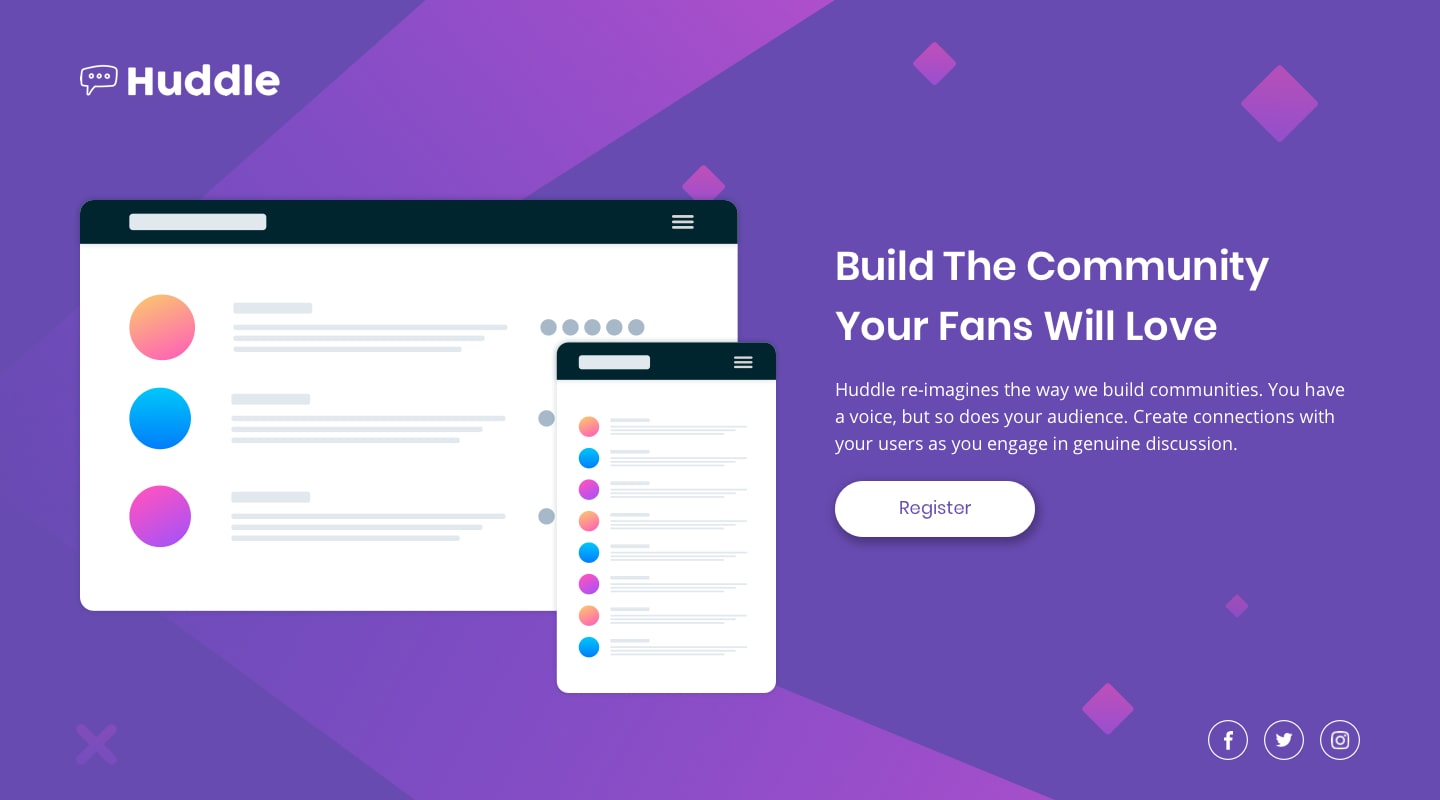 Huddle
Build The Community
Your Fans Will Love
Huddle re-imagines the way we build communities. You have
a voice, but so does your audience. Create connections with
your users as you engage in genuine discussion.
Register